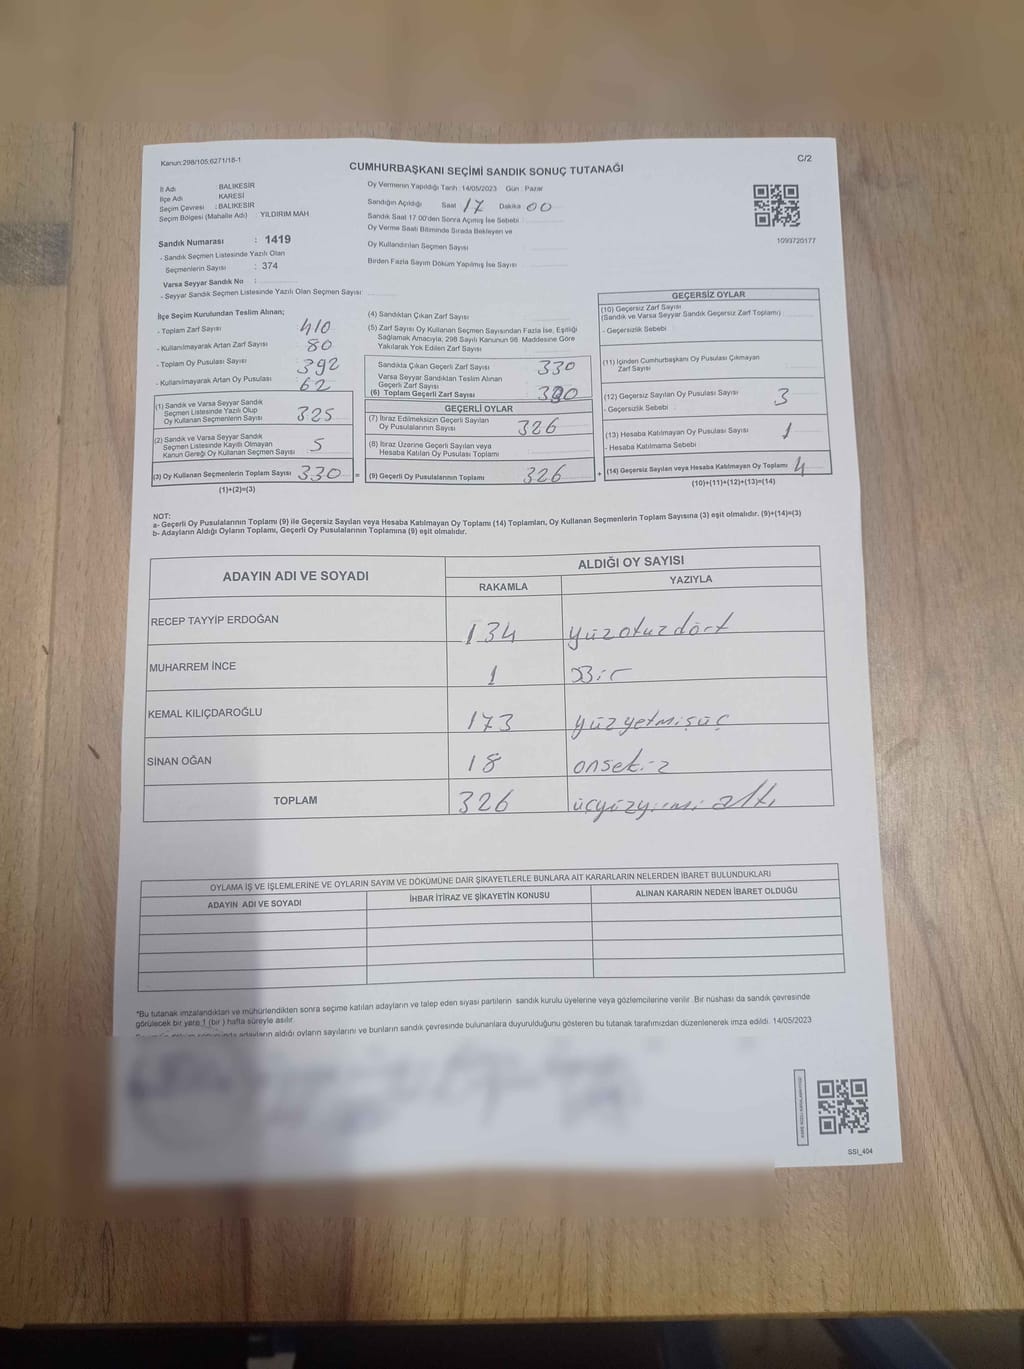 Kanun:298/105;6271/18-1
C/2
CUMHURBAŞKANI SEÇİMİ SANDIK SONUÇ TUTANAĞI
İl Adı BALIKESİR
İlçe Adı KARESİ
Seçim Çevresi : BALIKESİR
Seçim Bölgesi (Mahalle Adı) : YILDIRIM MAH.
Sandık Numarası : 1419
- Sandık Seçmen Listesinde Yazılı Olan
Seçmenlerin Sayısı : 374
Varsa Seyyar Sandık No :
- Seyyar Sandık Seçmen Listesinde Yazılı Olan Seçmen Sayısı
Oy Vermenin Yapıldığı Tarih : 14/05/2023 Gün : Pazar
Sandığın Açıldığı Saat 17 Dakika 00
Sandık Saat 17.00'den Sonra Açılmış İse Sebebi
Oy Verme Saati Bitiminde Sırada Bekleyen ve
Oy Kullandırılan Seçmen Sayısı
Birden Fazla Sayım Döküm Yapılmış İse Sayısı
1093720177
İlçe Seçim Kurulundan Teslim Alınan;
- Toplam Zarf Sayısı 410
- Kullanılmayarak Artan Zarf Sayısı 80
- Toplam Oy Pusulası Sayısı 392
- Kullanılmayarak Artan Oy Pusulası 62
(1) Sandık ve Varsa Seyyar Sandık
Seçmen Listesinde Yazılı Olup
Oy Kullanan Seçmenlerin Sayısı 325
(2) Sandık ve Varsa Seyyar Sandık
Seçmen Listesinde Kayıtlı Olmayan
Kanun Gereği Oy Kullanan Seçmen Sayısı 5
(3) Oy Kullanan Seçmenlerin Toplam Sayısı 330 =
(1)+(2)=(3)
(4) Sandıktan Çıkan Zarf Sayısı
(5) Zarf Sayısı Oy Kullanan Seçmen Sayısından Fazla İse, Eşitliği
Sağlamak Amacıyla; 298 Sayılı Kanunun 98. Maddesine Göre
Yakılarak Yok Edilen Zarf Sayısı
Sandıkta Çıkan Geçerli Zarf Sayısı 330
Varsa Seyyar Sandıktan Teslim Alınan
Geçerli Zarf Sayısı
(6) Toplam Geçerli Zarf Sayısı 330
GEÇERLİ OYLAR
(7) İtiraz Edilmeksizin Geçerli Sayılan
Oy Pusulalarının Sayısı 326
(8) İtiraz Üzerine Geçerli Sayılan veya
Hesaba Katılan Oy Pusulası Toplamı
(9) Geçerli Oy Pusulalarının Toplamı 326 +
GEÇERSİZ OYLAR
(10) Geçersiz Zarf Sayısı
(Sandık ve Varsa Seyyar Sandık Geçersiz Zarf Toplamı)
- Geçersizlik Sebebi
(11) İçinden Cumhurbaşkanı Oy Pusulası Çıkmayan
Zarf Sayısı
(12) Geçersiz Sayılan Oy Pusulası Sayısı 3
- Geçersizlik Sebebi
(13) Hesaba Katılmayan Oy Pusulası Sayısı 1
- Hesaba Katılmama Sebebi
(14) Geçersiz Sayılan veya Hesaba Katılmayan Oy Toplamı 4
(10)+(11)+(12)+(13)=(14)
NOT:
a- Geçerli Oy Pusulalarının Toplamı (9) ile Geçersiz Sayılan veya Hesaba Katılmayan Oy Toplamı (14) Toplamları, Oy Kullanan Seçmenlerin Toplam Sayısına (3) eşit olmalıdır. (9)+(14)=(3)
b- Adayların Aldığı Oyların Toplamı, Geçerli Oy Pusulalarının Toplamına (9) eşit olmalıdır.
ADAYIN ADI VE SOYADI
ALDIĞI OY SAYISI
RAKAMLA YAZIYLA
RECEP TAYYİP ERDOĞAN 134 yüzotuzdört
MUHARREM İNCE 1 Bir
KEMAL KILIÇDAROĞLU 173 yüzyetmişüç
SİNAN OĞAN 18 onsekiz
TOPLAM 326 üçyüzyirmi altı
OYLAMA İŞ VE İŞLEMLERİNE VE OYLARIN SAYIM VE DÖKÜMÜNE DAİR ŞİKAYETLERLE BUNLARA AİT KARARLARIN NELERDEN İBARET BULUNDUKLARI
ADAYIN ADI VE SOYADI İHBAR İTİRAZ VE ŞİKAYETİN KONUSU ALINAN KARARIN NEDEN İBARET OLDUĞU
*Bu tutanak imzalandıktan ve mühürlendikten sonra seçime katılan adayların ve talep eden siyasi partilerin sandık kurulu üyelerine veya gözlemcilerine verilir. Bir nüshası da sandık çevresinde
görülecek bir yere 1 (bir) hafta süreyle asılır.
adayların aldığı oyların sayılarını ve bunların sandık çevresinde bulunanlara duyurulduğunu gösteren bu tutanak tarafımızdan düzenlenerek imza edildi. 14/05/2023
SSI_404